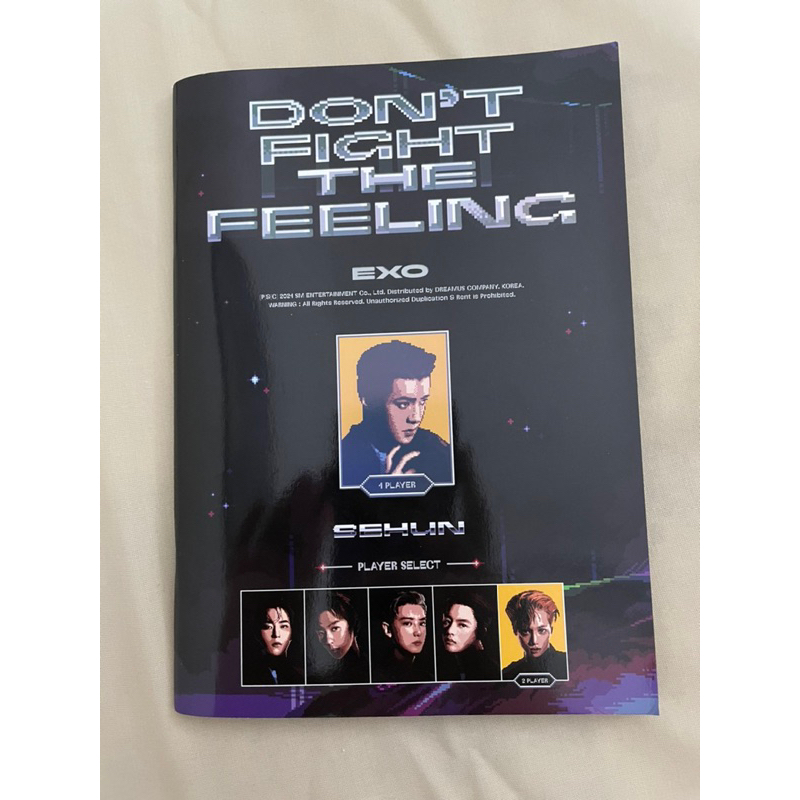 DON'T
FIGHT
THE
FEELING
EXO
℗© 2021 SM ENTERTAINMENT Co., Ltd. Distributed by DREAMUS COMPANY, KOREA.
WARNING : All Rights Reserved. Unauthorized Duplication & Rent is Prohibited.
1 PLAYER
SEHUN
PLAYER SELECT
2 PLAYER